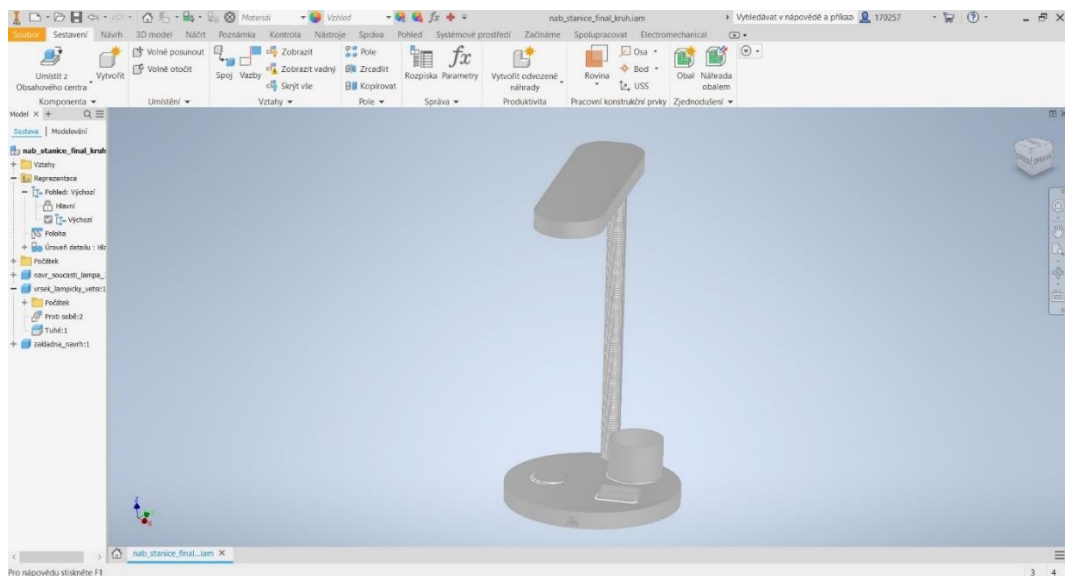 PRO
Materiál
Vzhled
nab_stanice_final_kruh.iam
Vyhledávat v nápovědě a příkaz
170257
Soubor Sestavení Návrh 3D model Náčrt Poznámka Kontrola Nástroje Správa Pohled Systémové prostředí Začínáme Spolupracovat Electromechanical
Umístit z
Obsahového centra
Vytvořit
Volně posunout
Volně otočit
Spoj Vazby
Zobrazit
Zobrazit vadný
Skrýt vše
Pole
Zrcadlit
Kopírovat
Rozpiska
fx
Parametry
Vytvořit odvozené
náhrady
Rovina
Osa
Bod
USS
Obal
Náhrada
obalem
Komponenta Umístění Vztahy Pole Správa Produktivita Pracovní konstrukční prvky Zjednodušení
Model
Sestava Modelování
nab_stanice_final_kruh
Vztahy
Reprezentace
Pohled: Výchozí
Hlavní
Výchozí
Poloha
Úroveň detailu : Hla
Počátek
navr_soucasti_lampa_
vrsek_lampicky_vetsi:1
Počátek
Proti sobě:2
Tuhé:1
zakladna_navrh:1
Z
nab_stanice_final...iam
Pro nápovědu stiskněte F1
3 4